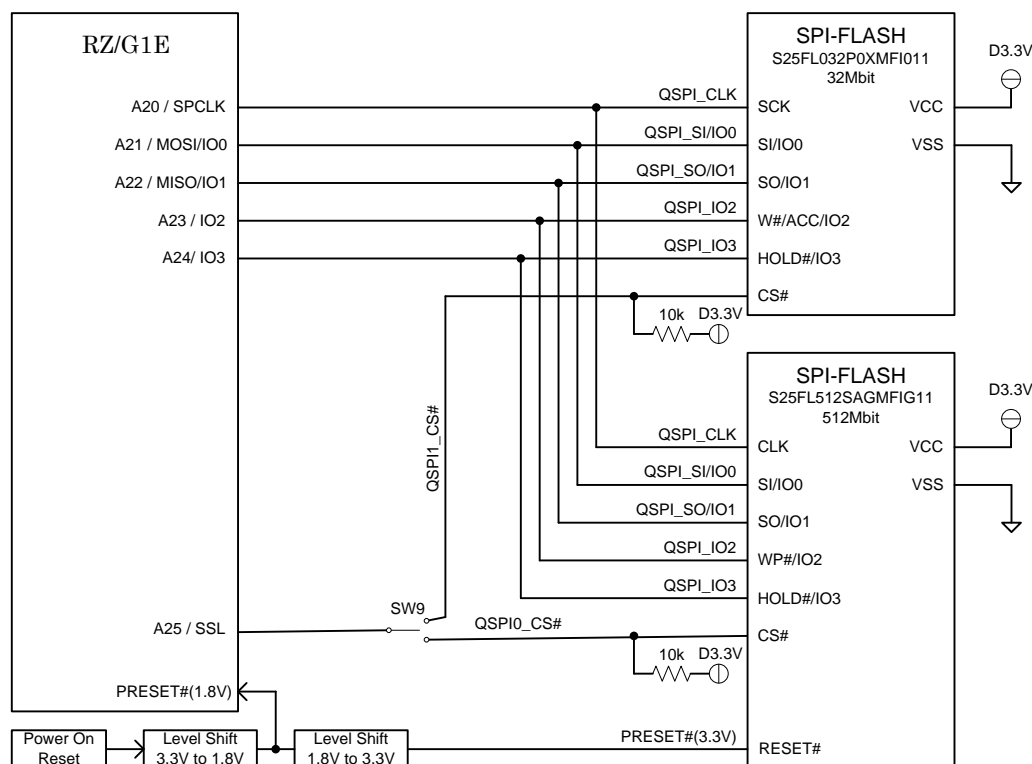 RZ/G1E
A20 / SPCLK
A21 / MOSI/IO0
A22 / MISO/IO1
A23 / IO2
A24/ IO3
A25 / SSL
PRESET#(1.8V)
QSPI_CLK
QSPI_SI/IO0
QSPI_SO/IO1
QSPI_IO2
QSPI_IO3
SPI-FLASH
S25FL032P0XMFI011
32Mbit
SCK
SI/IO0
SO/IO1
W#/ACC/IO2
HOLD#/IO3
CS#
VCC
VSS
D3.3V
10k
D3.3V
QSPI1_CS#
SPI-FLASH
S25FL512SAGMFIG11
512Mbit
QSPI_CLK
QSPI_SI/IO0
QSPI_SO/IO1
QSPI_IO2
QSPI_IO3
CLK
SI/IO0
SO/IO1
WP#/IO2
HOLD#/IO3
CS#
VCC
VSS
D3.3V
SW9
QSPI0_CS#
10k
D3.3V
Power On
Reset
Level Shift
3.3V to 1.8V
Level Shift
1.8V to 3.3V
PRESET#(3.3V)
RESET#